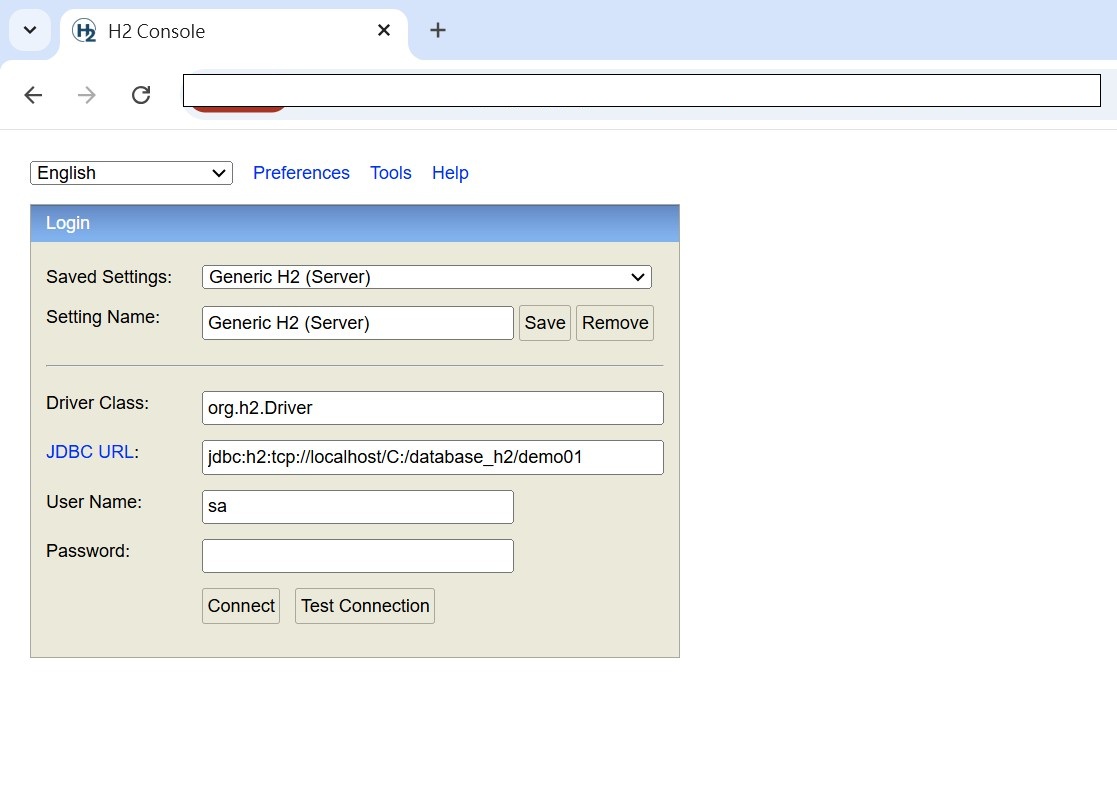 H2 Console
English Preferences Tools Help
Login
Saved Settings: Generic H2 (Server)
Setting Name: Generic H2 (Server) Save Remove
Driver Class: org.h2.Driver
JDBC URL: jdbc:h2:tcp://localhost/C:/database_h2/demo01
User Name: sa
Password:
Connect Test Connection